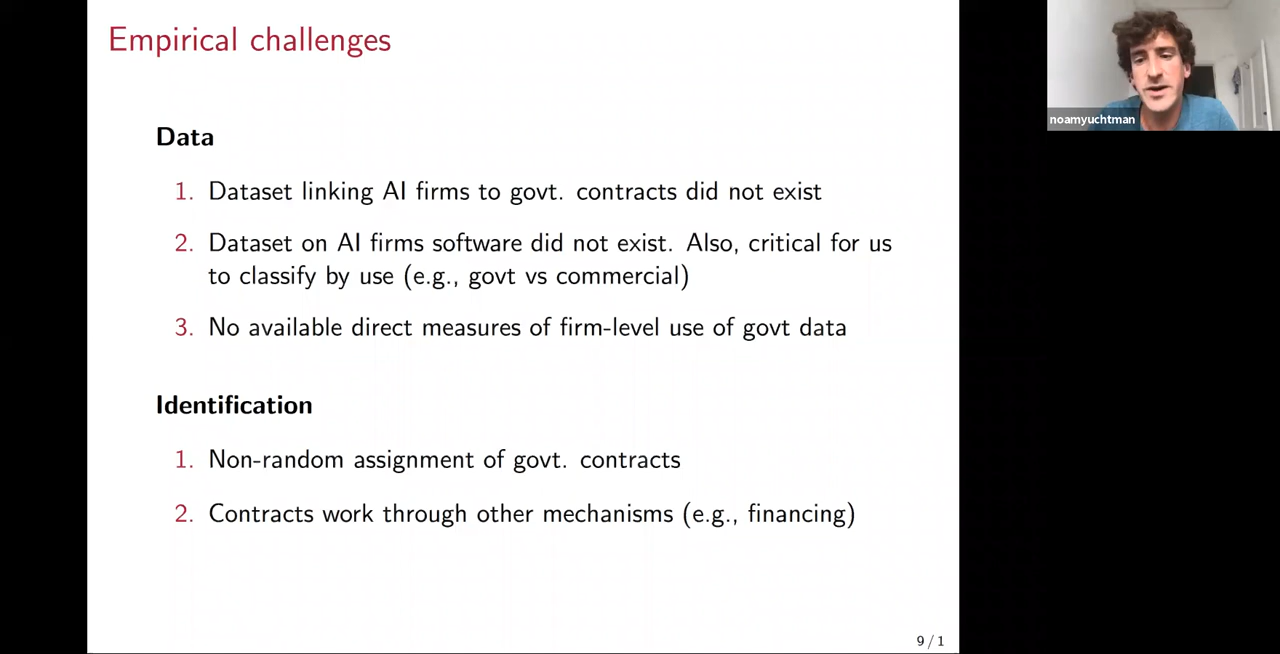 Empirical challenges
noamyuchtman
Data
1. Dataset linking AI firms to govt. contracts did not exist
2. Dataset on AI firms software did not exist. Also, critical for us
to classify by use (e.g., govt vs commercial)
3. No available direct measures of firm-level use of govt data
Identification
1. Non-random assignment of govt. contracts
2. Contracts work through other mechanisms (e.g., financing)
9 / 1